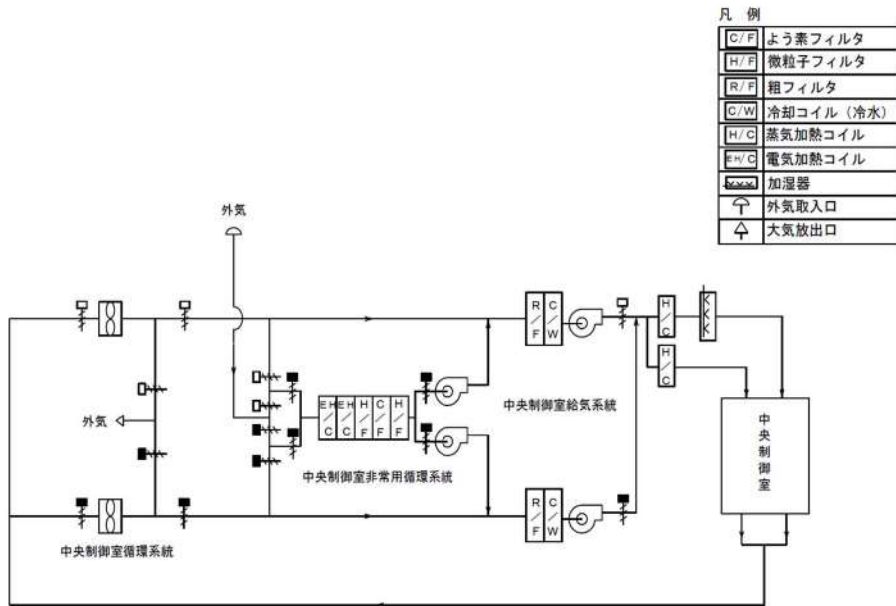 凡 例
C/F よう素フィルタ
H/F 微粒子フィルタ
R/F 粗フィルタ
C/W 冷却コイル（冷水）
H/C 蒸気加熱コイル
EH/C 電気加熱コイル
加湿器
外気取入口
大気放出口
外気
R/F C/W
H/C
H/C
EH/C EH/C H/F C/F H/F
中央制御室給気系統
外気
中央制御室
中央制御室非常用循環系統
R/F C/W
中央制御室循環系統